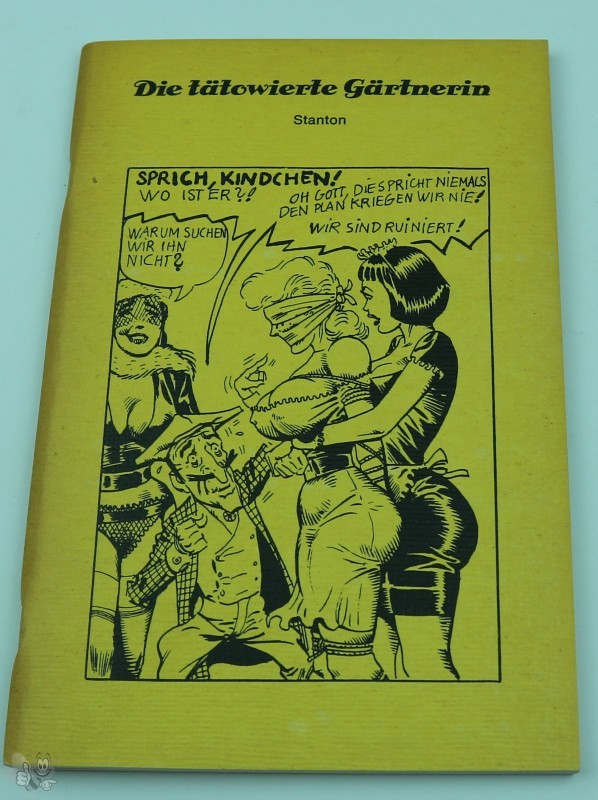 Die tätowierte Gärtnerin
Stanton
SPRICH, KINDCHEN!
WO IST ER?!
OH GOTT, DIE SPRICHT NIEMALS
DEN PLAN KRIEGEN WIR NIE!
WIR SIND RUINIERT!
WARUM SUCHEN
WIR IHN
NICHT?